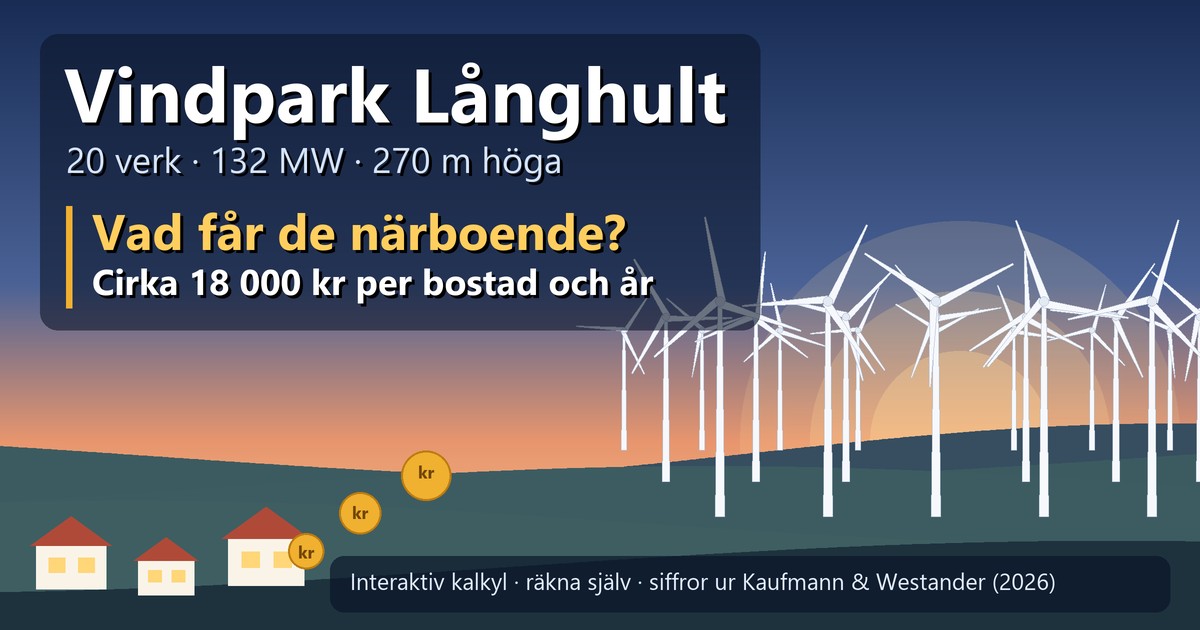 Vindpark Långhult
20 verk · 132 MW · 270 m höga
Vad får de närboende?
Cirka 18 000 kr per bostad och år
kr
kr
kr
Interaktiv kalkyl · räkna själv · siffror ur Kaufmann & Westander (2026)